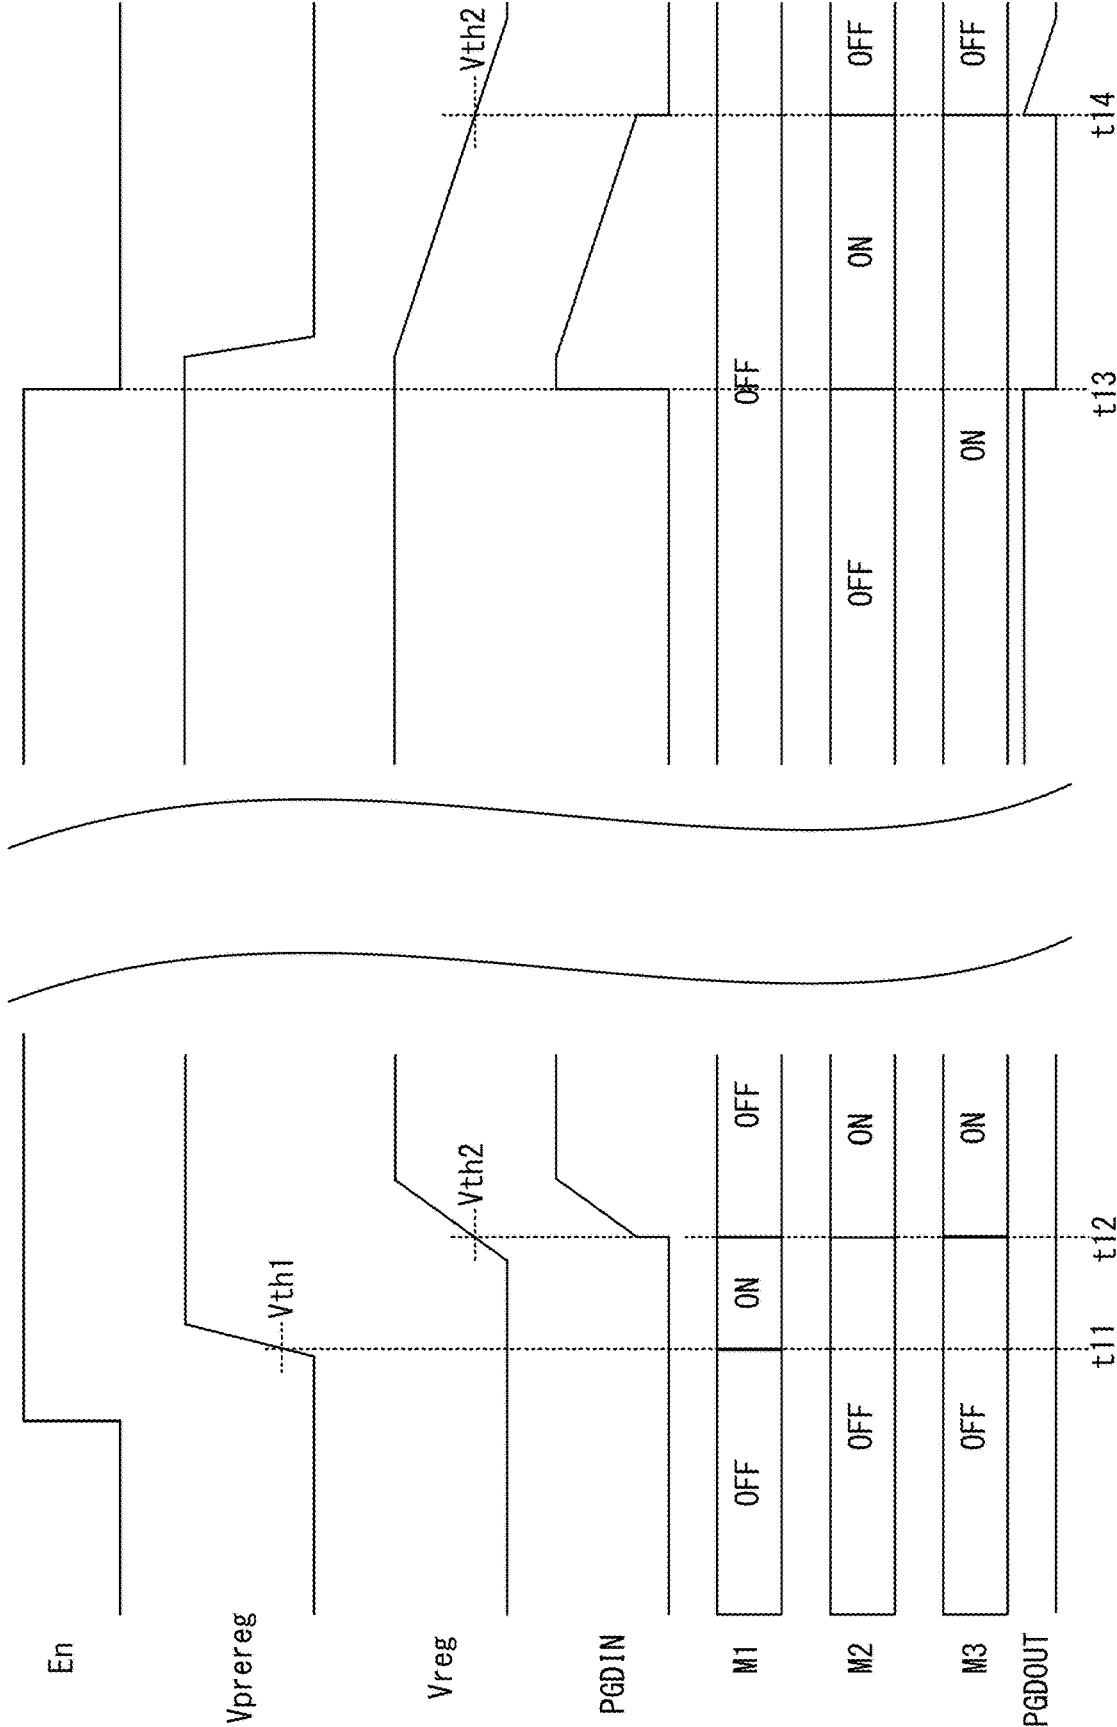 En
Vprereg
Vth1
Vreg
Vth2
Vth2
PGDIN
M1
OFF
ON
OFF
OFF
M2
OFF
ON
OFF
ON
OFF
M3
OFF
ON
ON
OFF
PGDOUT
t11
t12
t13
t14